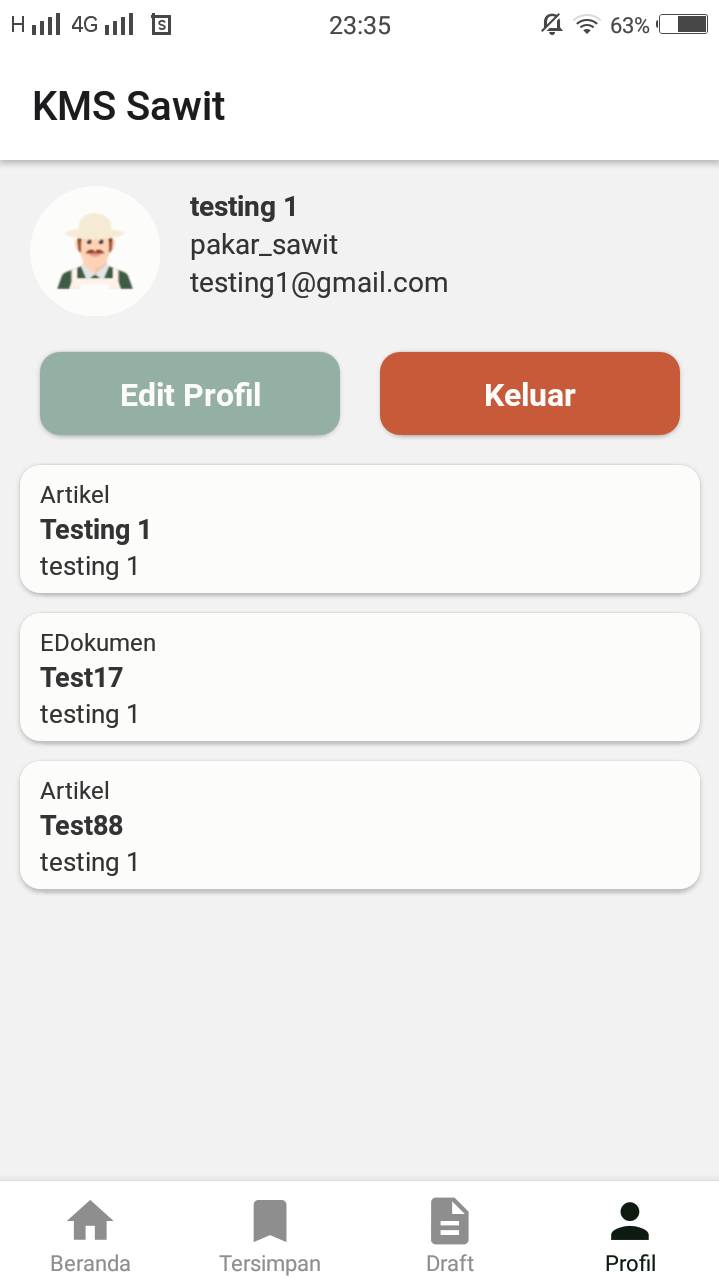 H 4G S 23:35 63%
KMS Sawit
testing 1
pakar_sawit
testing1@gmail.com
Edit Profil Keluar
Artikel
Testing 1
testing 1
EDokumen
Test17
testing 1
Artikel
Test88
testing 1
Beranda Tersimpan Draft Profil